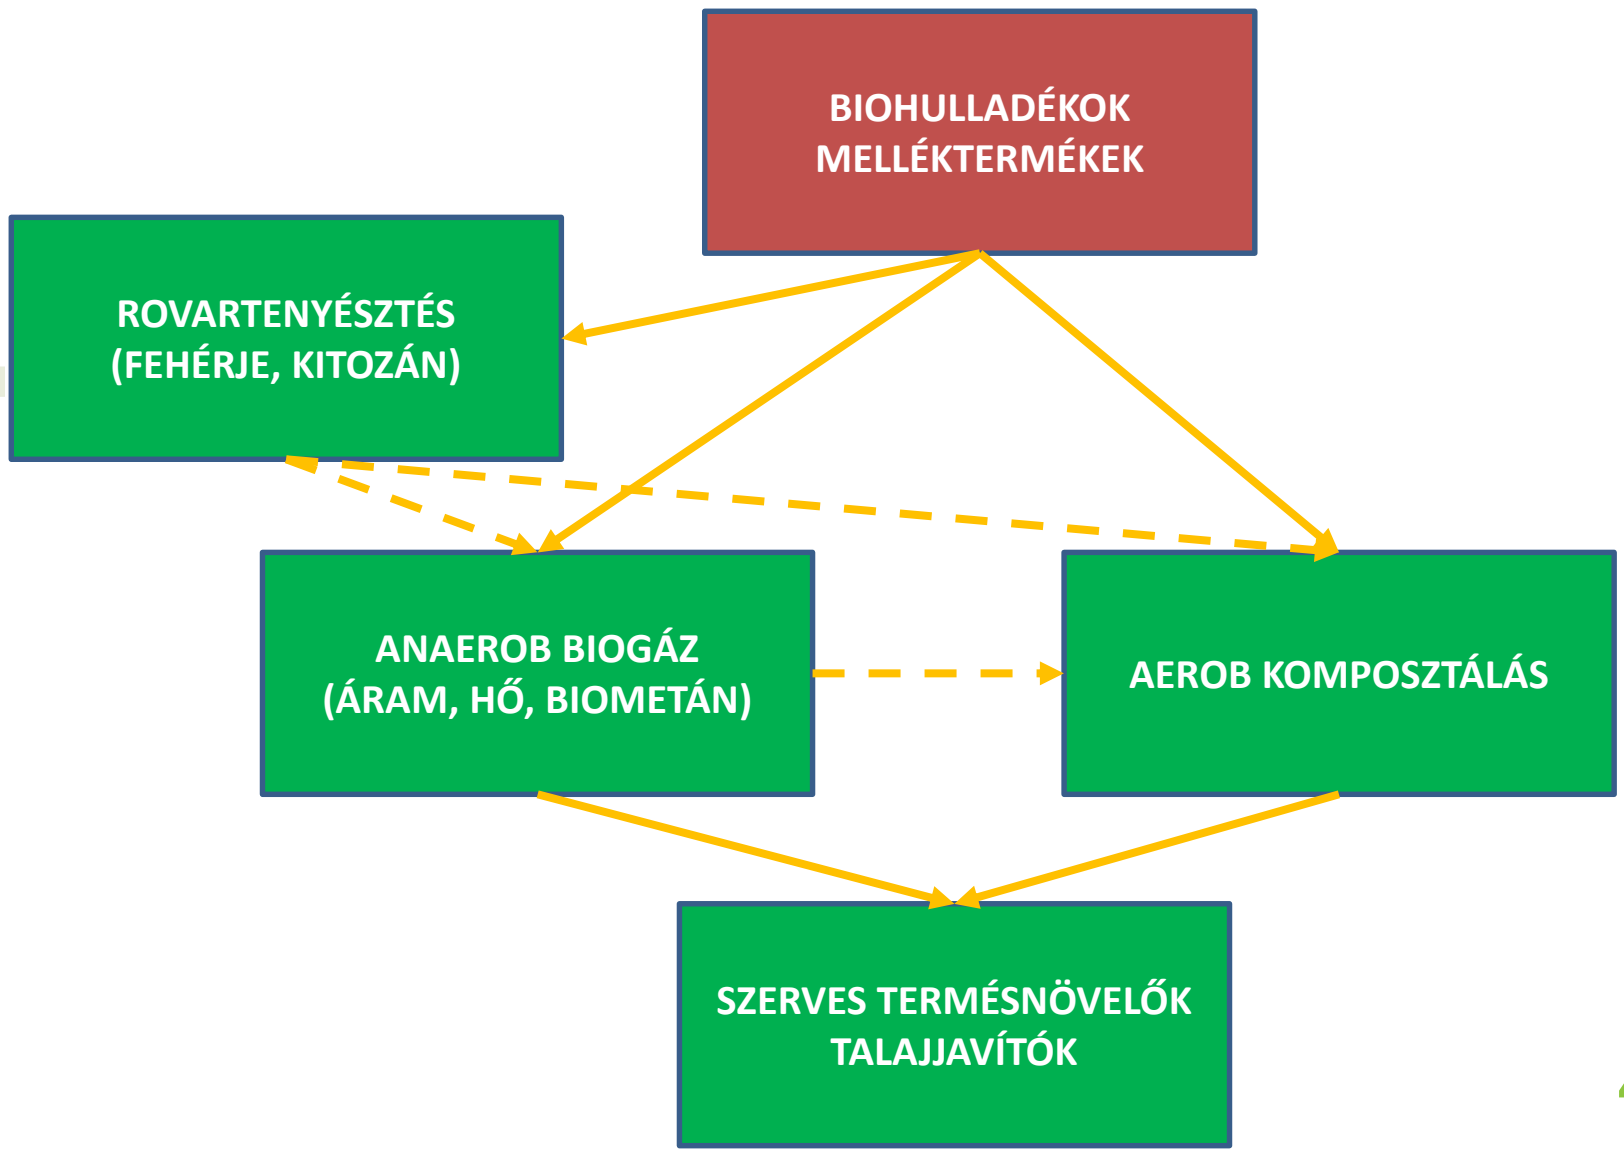 BIOHULLADÉKOK
MELLÉKTERMÉKEK
ROVARTENYÉSZTÉS
(FEHÉRJE, KITOZÁN)
ANAEROB BIOGÁZ
(ÁRAM, HŐ, BIOMETÁN)
AEROB KOMPOSZTÁLÁS
SZERVES TERMÉSNÖVELŐK
TALAJJAVÍTÓK